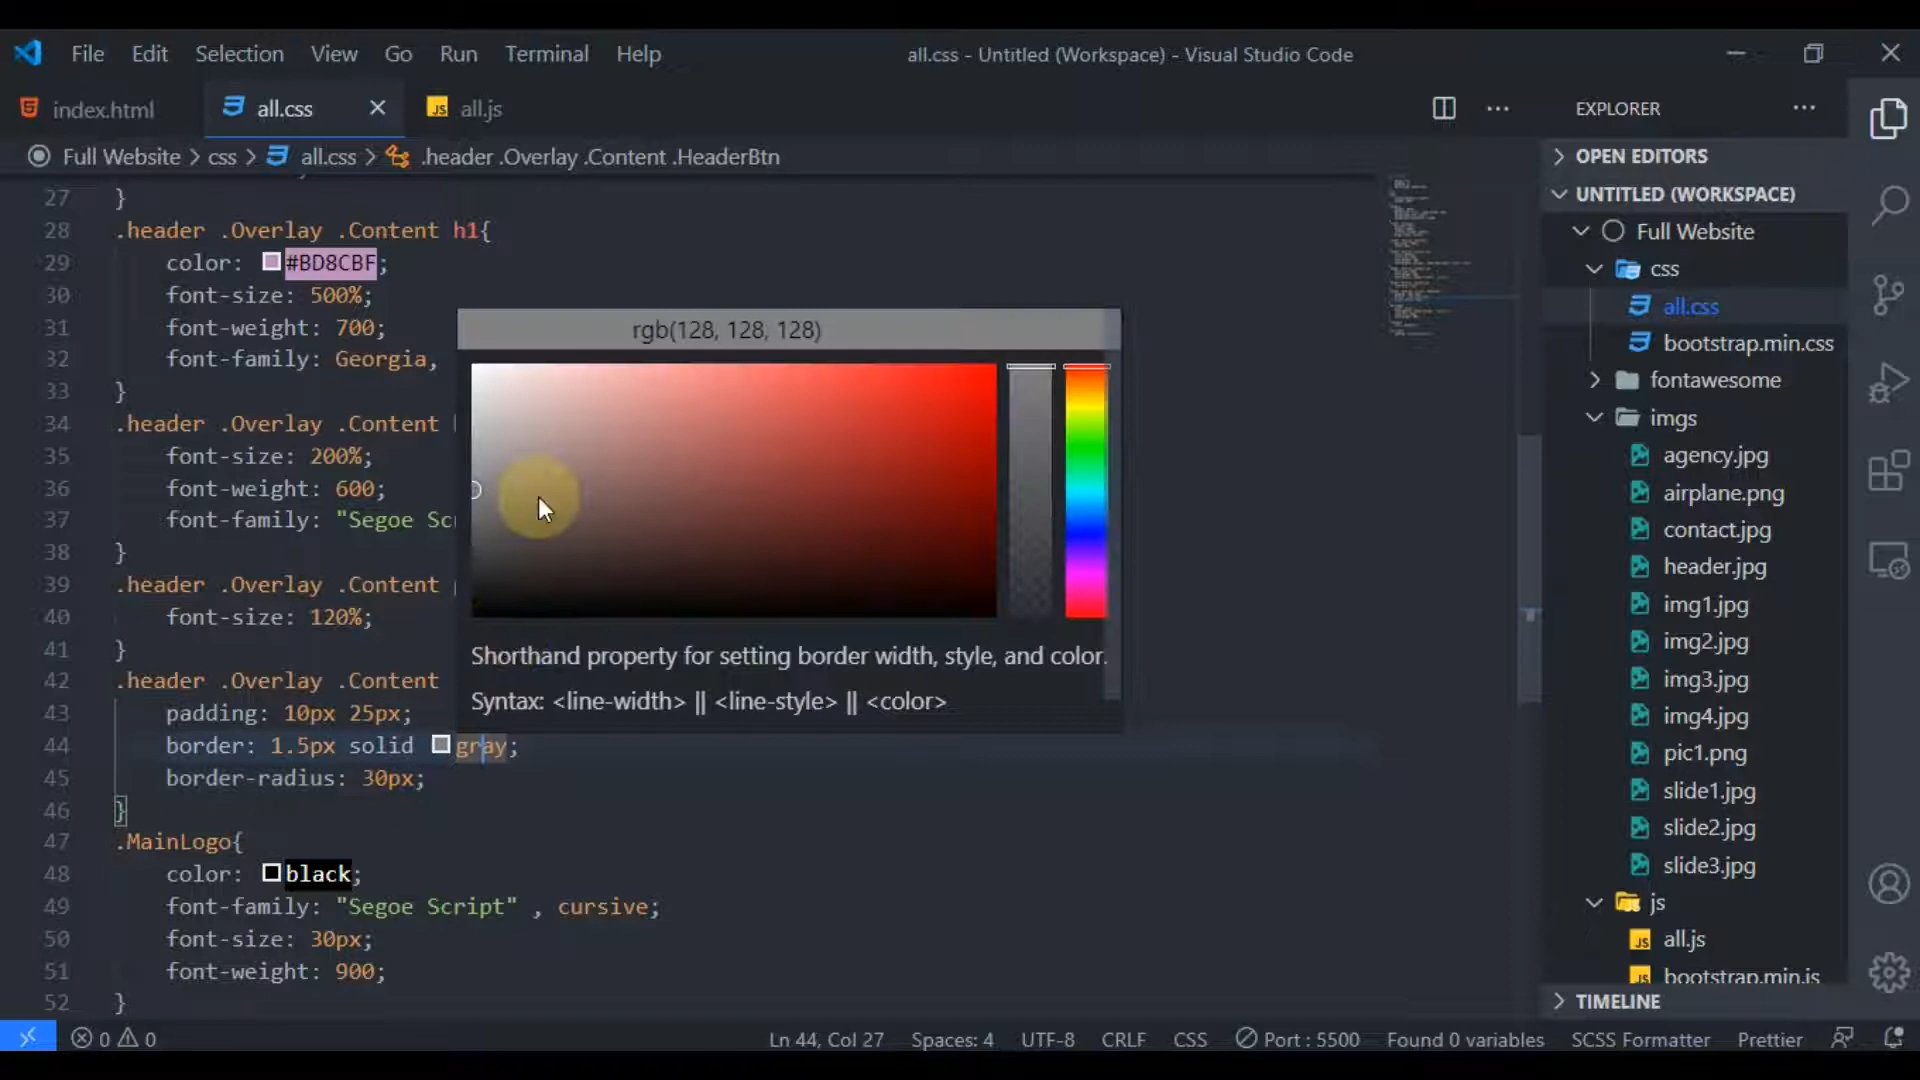 File Edit Selection View Go Run Terminal Help
all.css - Untitled (Workspace) - Visual Studio Code
index.html
all.css
JS all.js
Full Website > css > all.css > .header .Overlay .Content .HeaderBtn
27 }
28 .header .Overlay .Content h1{
29 color: #BD8CBF;
30 font-size: 500%;
31 font-weight: 700;
32 font-family: Georgia,
33 }
34 .header .Overlay .Content
35 font-size: 200%;
36 font-weight: 600;
37 font-family: "Segoe Scr
38 }
39 .header .Overlay .Content
40 font-size: 120%;
41 }
42 .header .Overlay .Content
43 padding: 10px 25px;
44 border: 1.5px solid gray;
45 border-radius: 30px;
46 }
47 .MainLogo{
48 color: black;
49 font-family: "Segoe Script" , cursive;
50 font-size: 30px;
51 font-weight: 900;
52 }
rgb(128, 128, 128)
Shorthand property for setting border width, style, and color.
Syntax: <line-width> || <line-style> || <color>
EXPLORER
OPEN EDITORS
UNTITLED (WORKSPACE)
Full Website
css
all.css
bootstrap.min.css
fontawesome
imgs
agency.jpg
airplane.png
contact.jpg
header.jpg
img1.jpg
img2.jpg
img3.jpg
img4.jpg
pic1.png
slide1.jpg
slide2.jpg
slide3.jpg
js
JS all.js
JS bootstrap.min.js
TIMELINE
0 0
Ln 44, Col 27 Spaces: 4 UTF-8 CRLF CSS Port : 5500 Found 0 variables SCSS Formatter Prettier